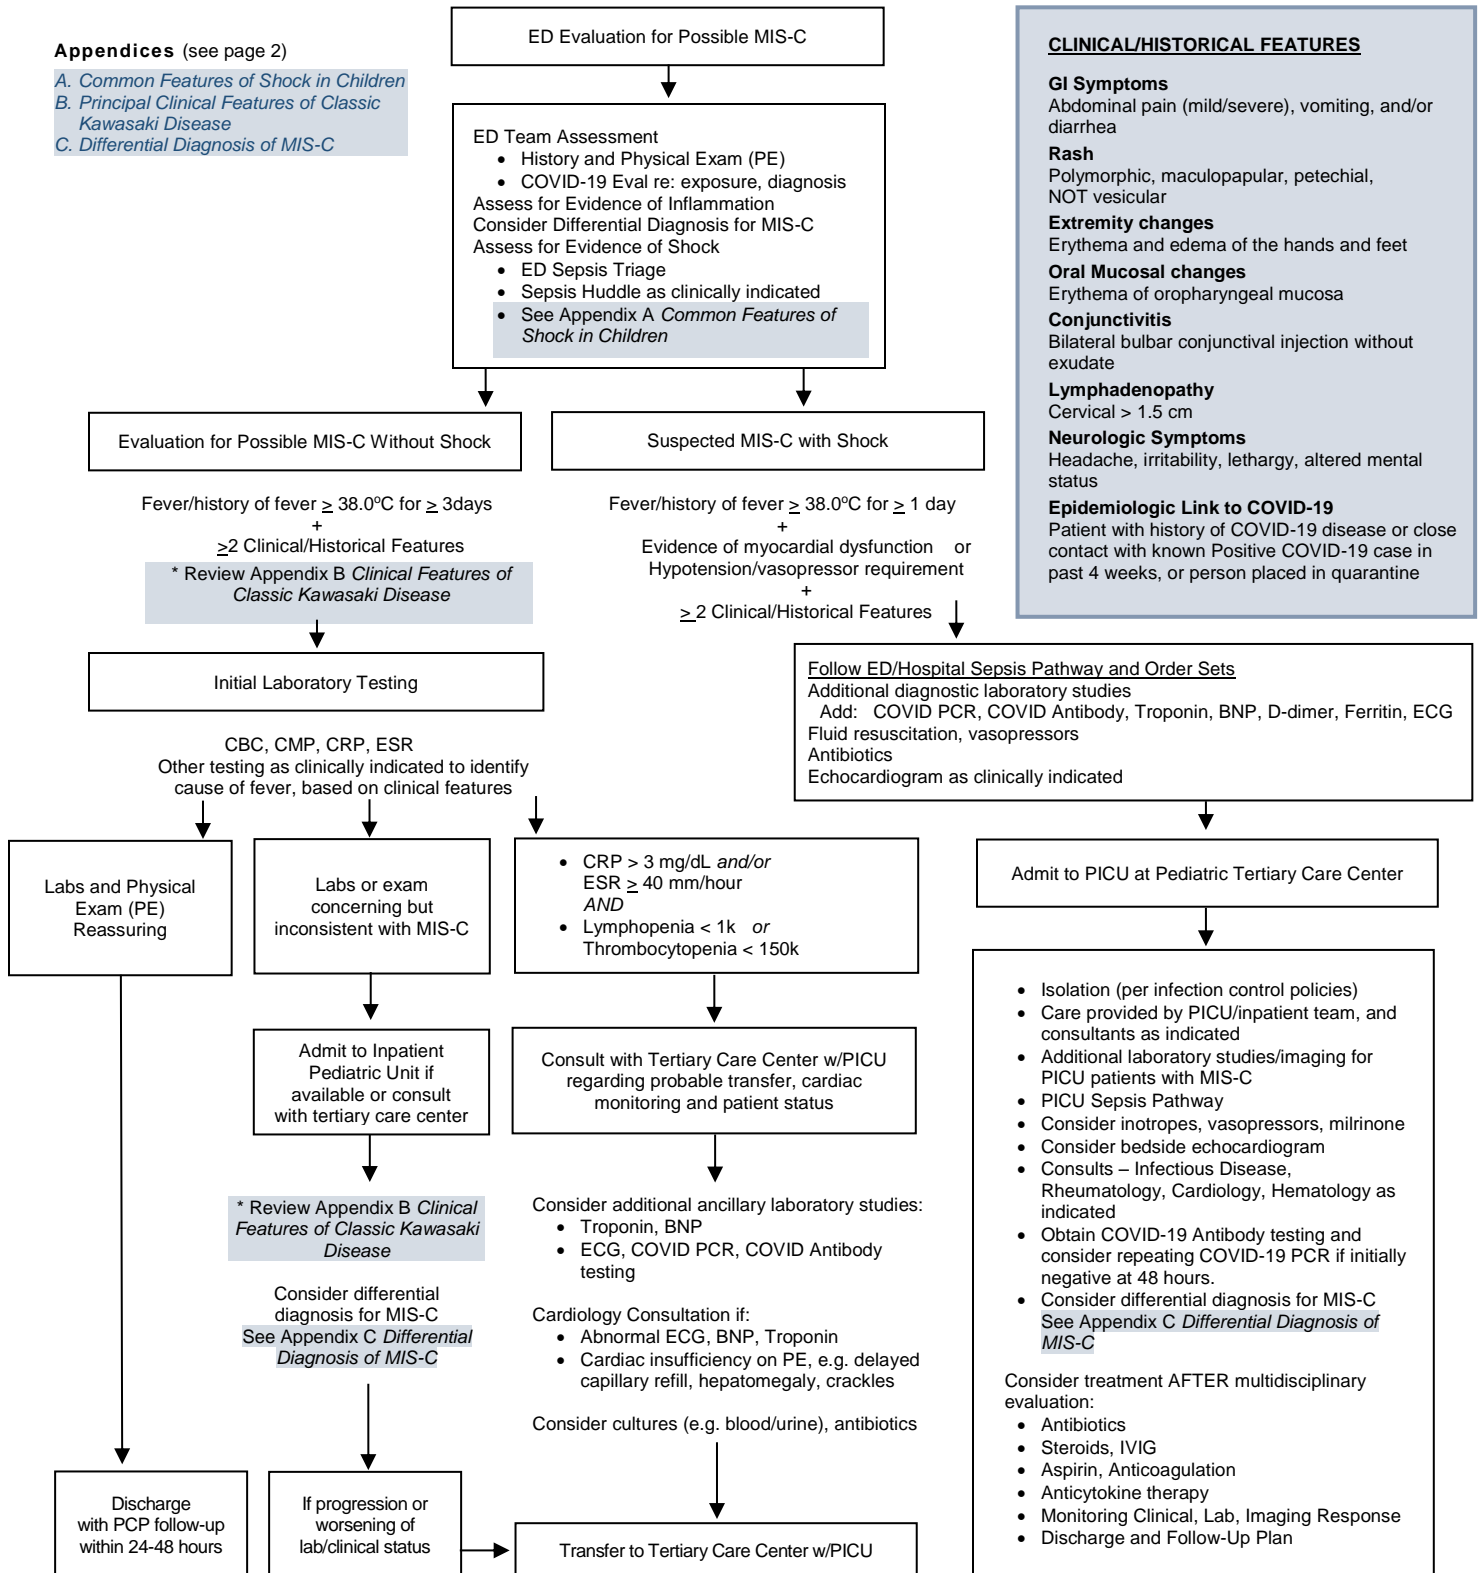 Appendices (see page 2)
A. Common Features of Shock in Children
B. Principal Clinical Features of Classic
Kawasaki Disease
C. Differential Diagnosis of MIS-C
ED Evaluation for Possible MIS-C
ED Team Assessment
• History and Physical Exam (PE)
• COVID-19 Eval re: exposure, diagnosis
Assess for Evidence of Inflammation
Consider Differential Diagnosis for MIS-C
Assess for Evidence of Shock
• ED Sepsis Triage
• Sepsis Huddle as clinically indicated
• See Appendix A Common Features of
Shock in Children
CLINICAL/HISTORICAL FEATURES
GI Symptoms
Abdominal pain (mild/severe), vomiting, and/or
diarrhea
Rash
Polymorphic, maculopapular, petechial,
NOT vesicular
Extremity changes
Erythema and edema of the hands and feet
Oral Mucosal changes
Erythema of oropharyngeal mucosa
Conjunctivitis
Bilateral bulbar conjunctival injection without
exudate
Lymphadenopathy
Cervical > 1.5 cm
Neurologic Symptoms
Headache, irritability, lethargy, altered mental
status
Epidemiologic Link to COVID-19
Patient with history of COVID-19 disease or close
contact with known Positive COVID-19 case in
past 4 weeks, or person placed in quarantine
Evaluation for Possible MIS-C Without Shock
Fever/history of fever ≥ 38.0ºC for ≥ 3days
+
≥2 Clinical/Historical Features
* Review Appendix B Clinical Features of
Classic Kawasaki Disease
Initial Laboratory Testing
CBC, CMP, CRP, ESR
Other testing as clinically indicated to identify
cause of fever, based on clinical features
Suspected MIS-C with Shock
Fever/history of fever ≥ 38.0ºC for ≥ 1 day
+
Evidence of myocardial dysfunction or
Hypotension/vasopressor requirement
+
≥ 2 Clinical/Historical Features
Follow ED/Hospital Sepsis Pathway and Order Sets
Additional diagnostic laboratory studies
Add: COVID PCR, COVID Antibody, Troponin, BNP, D-dimer, Ferritin, ECG
Fluid resuscitation, vasopressors
Antibiotics
Echocardiogram as clinically indicated
Labs and Physical
Exam (PE)
Reassuring
Discharge
with PCP follow-up
within 24-48 hours
Labs or exam
concerning but
inconsistent with MIS-C
Admit to Inpatient
Pediatric Unit if
available or consult
with tertiary care center
* Review Appendix B Clinical
Features of Classic Kawasaki
Disease
Consider differential
diagnosis for MIS-C
See Appendix C Differential
Diagnosis of MIS-C
If progression or
worsening of
lab/clinical status
• CRP > 3 mg/dL and/or
ESR ≥ 40 mm/hour
AND
• Lymphopenia < 1k or
Thrombocytopenia < 150k
Consult with Tertiary Care Center w/PICU
regarding probable transfer, cardiac
monitoring and patient status
Consider additional ancillary laboratory studies:
• Troponin, BNP
• ECG, COVID PCR, COVID Antibody
testing
Cardiology Consultation if:
• Abnormal ECG, BNP, Troponin
• Cardiac insufficiency on PE, e.g. delayed
capillary refill, hepatomegaly, crackles
Consider cultures (e.g. blood/urine), antibiotics
Transfer to Tertiary Care Center w/PICU
Admit to PICU at Pediatric Tertiary Care Center
• Isolation (per infection control policies)
• Care provided by PICU/inpatient team, and
consultants as indicated
• Additional laboratory studies/imaging for
PICU patients with MIS-C
• PICU Sepsis Pathway
• Consider inotropes, vasopressors, milrinone
• Consider bedside echocardiogram
• Consults – Infectious Disease,
Rheumatology, Cardiology, Hematology as
indicated
• Obtain COVID-19 Antibody testing and
consider repeating COVID-19 PCR if initially
negative at 48 hours.
• Consider differential diagnosis for MIS-C
See Appendix C Differential Diagnosis of
MIS-C
Consider treatment AFTER multidisciplinary
evaluation:
• Antibiotics
• Steroids, IVIG
• Aspirin, Anticoagulation
• Anticytokine therapy
• Monitoring Clinical, Lab, Imaging Response
• Discharge and Follow-Up Plan